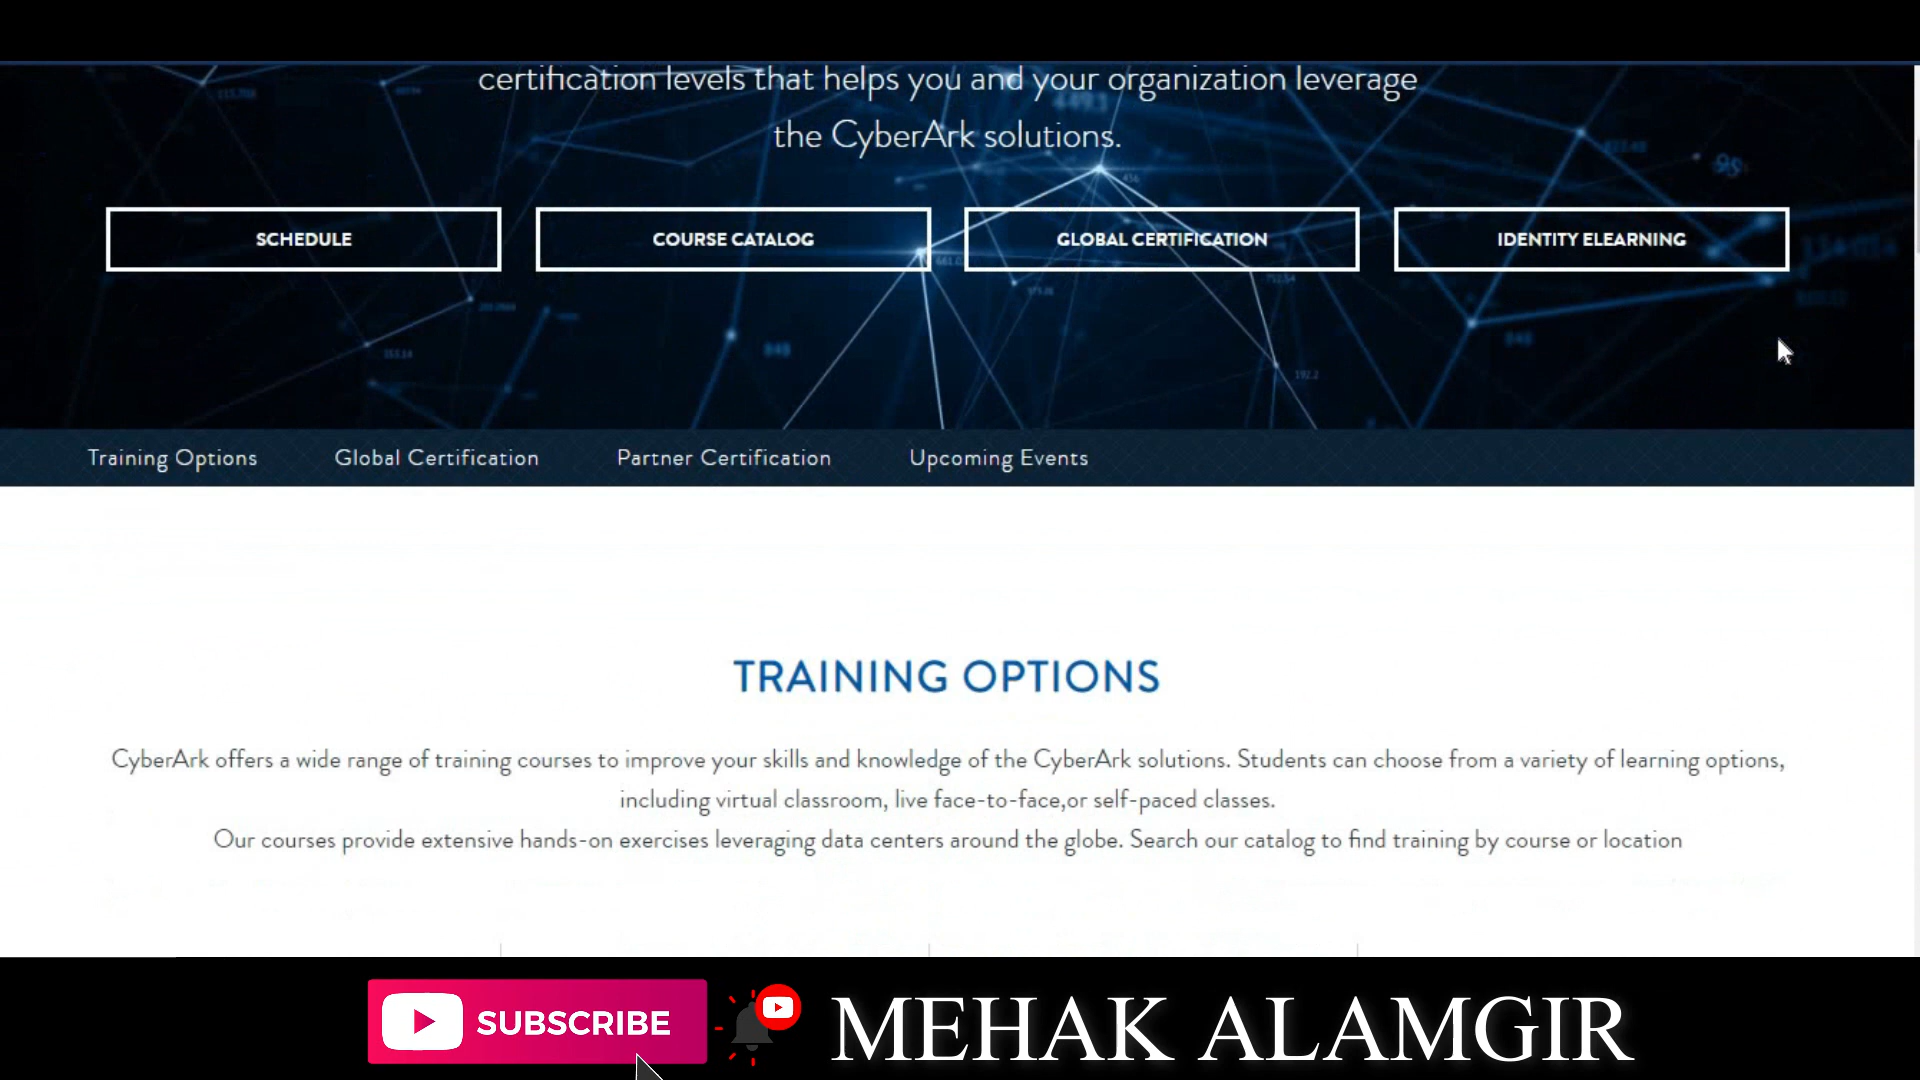 certification levels that helps you and your organization leverage
the CyberArk solutions.
SCHEDULE
COURSE CATALOG
GLOBAL CERTIFICATION
IDENTITY ELEARNING
Training Options
Global Certification
Partner Certification
Upcoming Events
TRAINING OPTIONS
CyberArk offers a wide range of training courses to improve your skills and knowledge of the CyberArk solutions. Students can choose from a variety of learning options,
including virtual classroom, live face-to-face,or self-paced classes.
Our courses provide extensive hands-on exercises leveraging data centers around the globe. Search our catalog to find training by course or location
SUBSCRIBE
MEHAK ALAMGIR